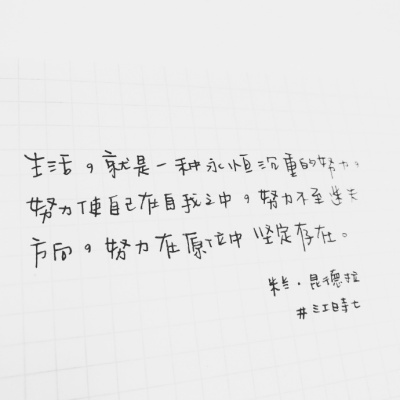 生活，就是一种永恒沉重的努力，
努力使自己在自我之中，努力不至迷失
方向，努力在原位中坚定存在。
米兰·昆德拉
#江時七